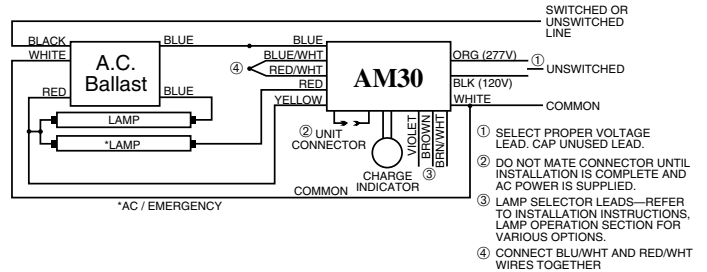 SWITCHED OR
UNSWITCHED
LINE
BLACK
BLUE
BLUE
WHITE
A.C.
Ballast
BLUE/WHT
④
RED/WHT
AM30
ORG (277V)
①
UNSWITCHED
RED
BLK (120V)
RED
BLUE
YELLOW
WHITE
COMMON
LAMP
*LAMP
② UNIT
CONNECTOR
VIOLET
BROWN
BRN/WHT
③
CHARGE
INDICATOR
COMMON
*AC / EMERGENCY
① SELECT PROPER VOLTAGE
LEAD. CAP UNUSED LEAD.
② DO NOT MATE CONNECTOR UNTIL
INSTALLATION IS COMPLETE AND
AC POWER IS SUPPLIED.
③ LAMP SELECTOR LEADS—REFER
TO INSTALLATION INSTRUCTIONS,
LAMP OPERATION SECTION FOR
VARIOUS OPTIONS.
④ CONNECT BLU/WHT AND RED/WHT
WIRES TOGETHER